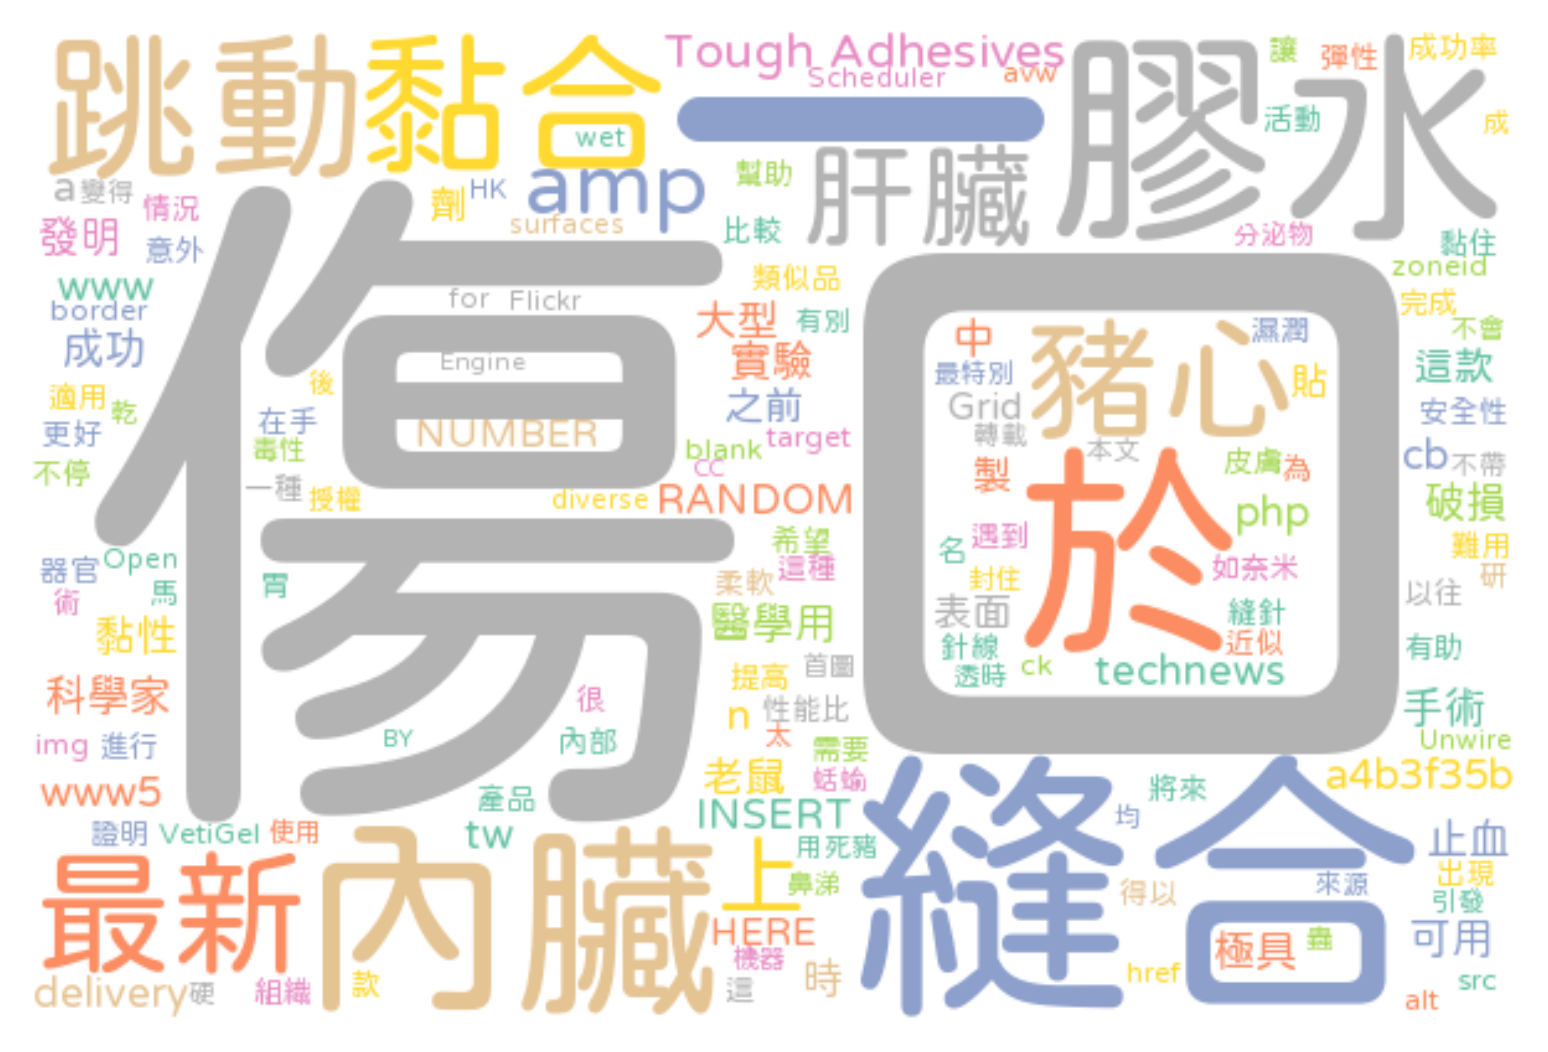 跳動
黏合
wet
Tough Adhesives
Scheduler
avw
一
膠水
讓
彈性
成功率
活動
成
a
變得
情況
發明
意外
劑
HK
amp
surfaces
幫助
比較
肝臟
分泌物
黏住
zoneid
www
border
成功
傷口
for
Flickr
Engine
NUMBER
類似品
大型
有別
實驗
之前
blank
target
CC
中
濕潤
最特別
豬心
貼
Grid
轉載
本文
完成
不會
這款
安全性
cb
不帶
適用
乾
更好
不停
後
在手
毒性
一種
授權
diverse
RANDOM
製
於
皮膚
為
php
破損
希望
這種
柔軟
名
遇到
封住
如奈米
難用
研
器官
Open
術
馬
胃
醫學用
表面
縫針
針線
近似
透時
ck
technews
以往
有助
黏性
科學家
很
提高
首圖
n
性能比
太
手術
Unwire
img
進行
BY
內部
需要
老鼠
蛞蝓
a4b3f35b
www5
產品
INSERT
縫合
將來
均
證明
VetiGel
使用
tw
用死豬
止血
最新
內臟
上
鼻涕
得以
來源
出現
引發
HERE
機器
極具
蟲
可用
delivery
硬
組織
款
這
時
href
src
alt